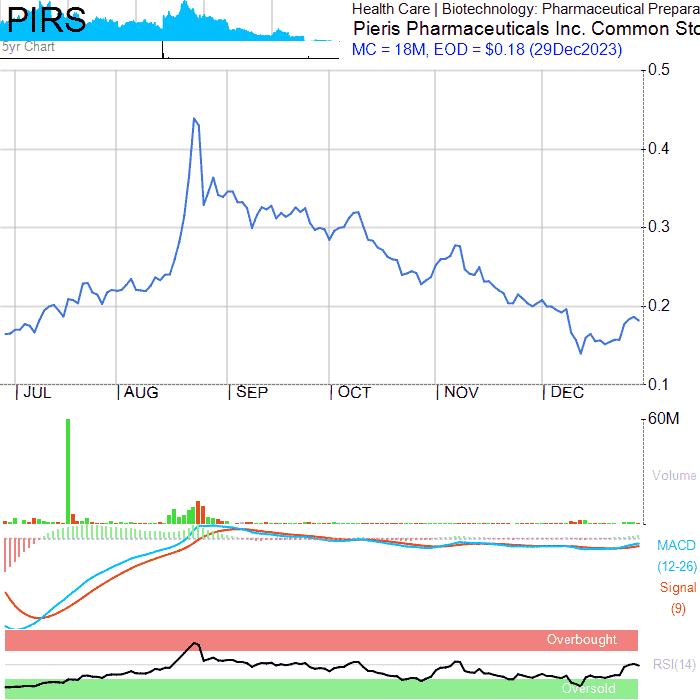 PIRS
5yr Chart
Health Care | Biotechnology: Pharmaceutical Prepara
Pieris Pharmaceuticals Inc. Common Sto
MC = 18M, EOD = $0.18 (29Dec2023)
0.5
0.4
0.3
0.2
0.1
JUL
AUG
SEP
OCT
NOV
DEC
60M
Volume
MACD
(12-26)
Signal
(9)
Overbought
RSI(14)
Oversold